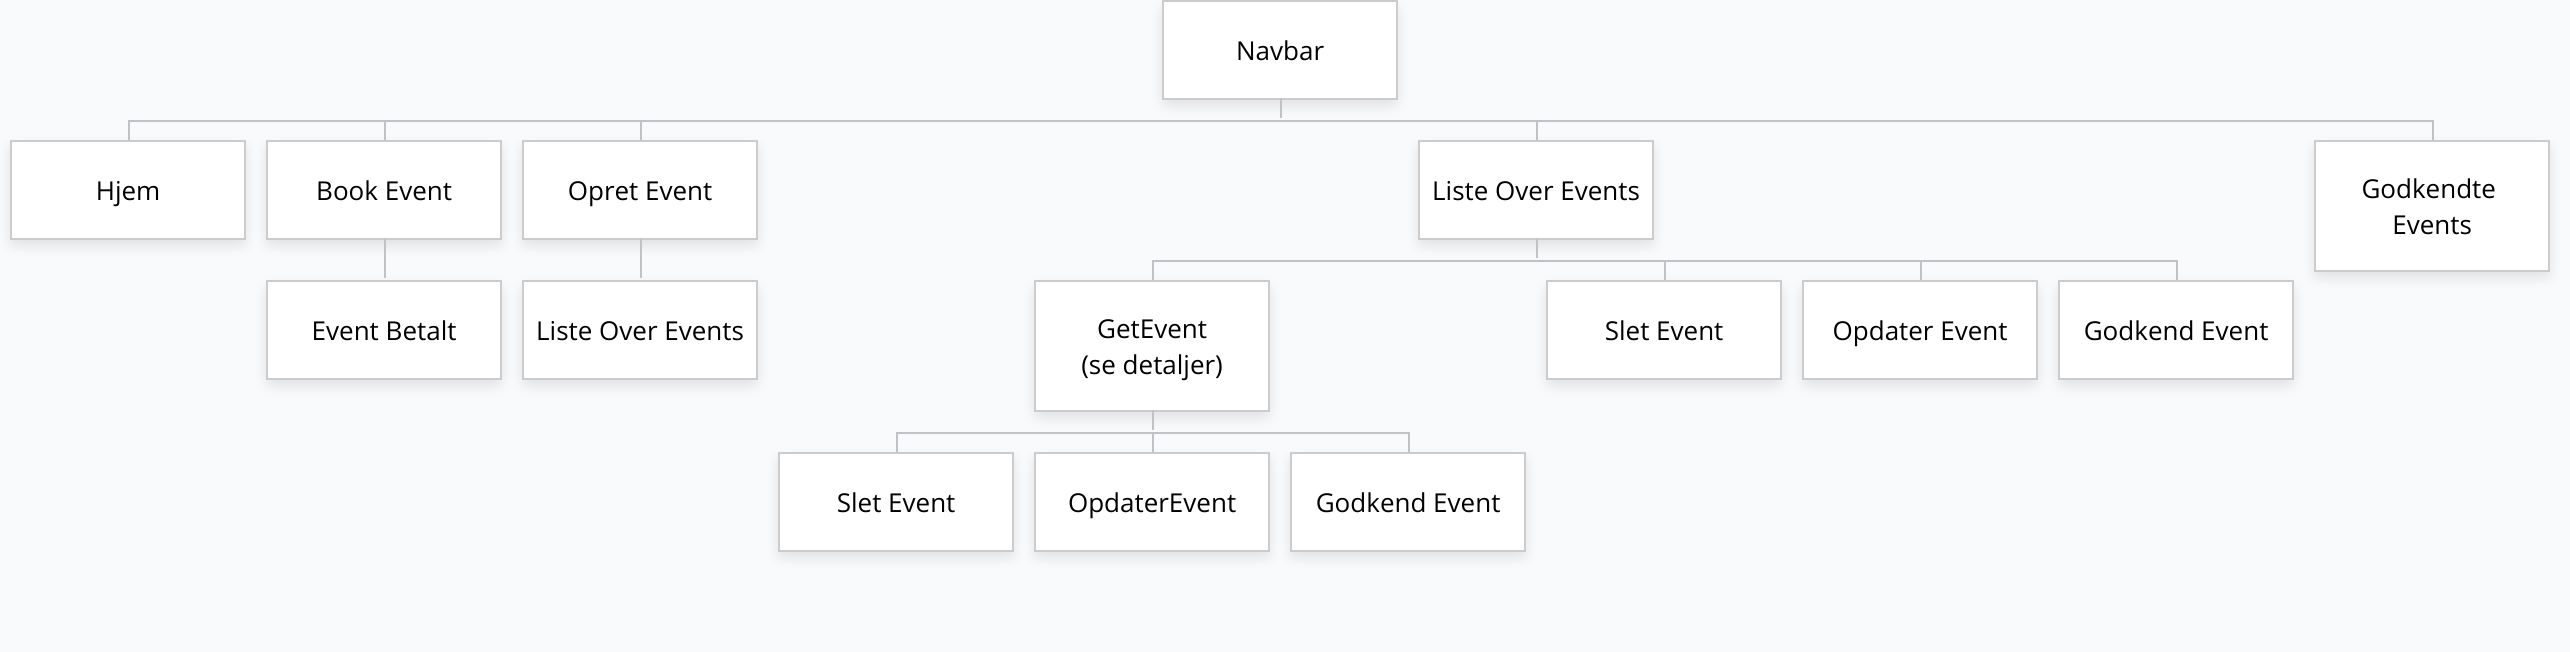 Navbar
Hjem
Book Event
Opret Event
Liste Over Events
Godkendte
Events
Event Betalt
Liste Over Events
GetEvent
(se detaljer)
Slet Event
Opdater Event
Godkend Event
Slet Event
OpdaterEvent
Godkend Event